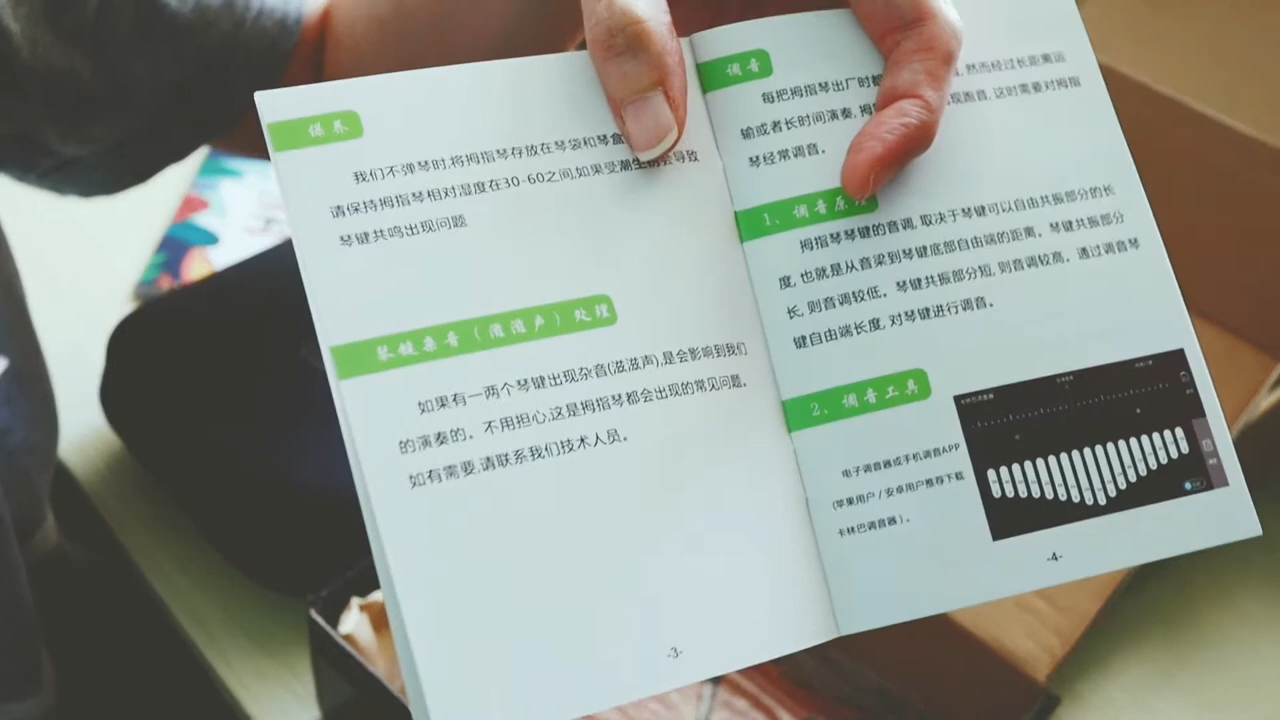 保养
我们不弹琴时,将拇指琴存放在琴袋和琴盒
请保持拇指琴相对湿度在30-60之间,如果受潮生锈会导致
琴键共鸣出现问题
琴键杂音(滋滋声)处理
如果有一两个琴键出现杂音(滋滋声),是会影响到我们
的演奏的。不用担心,这是拇指琴都会出现的常见问题。
如有需要,请联系我们技术人员。
-3-
调音
每把拇指琴出厂时都 然而经过长距离运
输或者长时间演奏, 现跑音, 这时需要对拇指
琴经常调音。
1、调音原理
拇指琴琴键的音调, 取决于琴键可以自由共振部分的长
度, 也就是从音梁到琴键底部自由端的距离。琴键共振部分
长, 则音调较低。琴键共振部分短, 则音调较高。通过调音琴
键自由端长度, 对琴键进行调音。
2、调音工具
电子调音器或手机调音APP
(苹果用户 / 安卓用户推荐下载
卡林巴调音器)。
卡林巴调音器
-4-